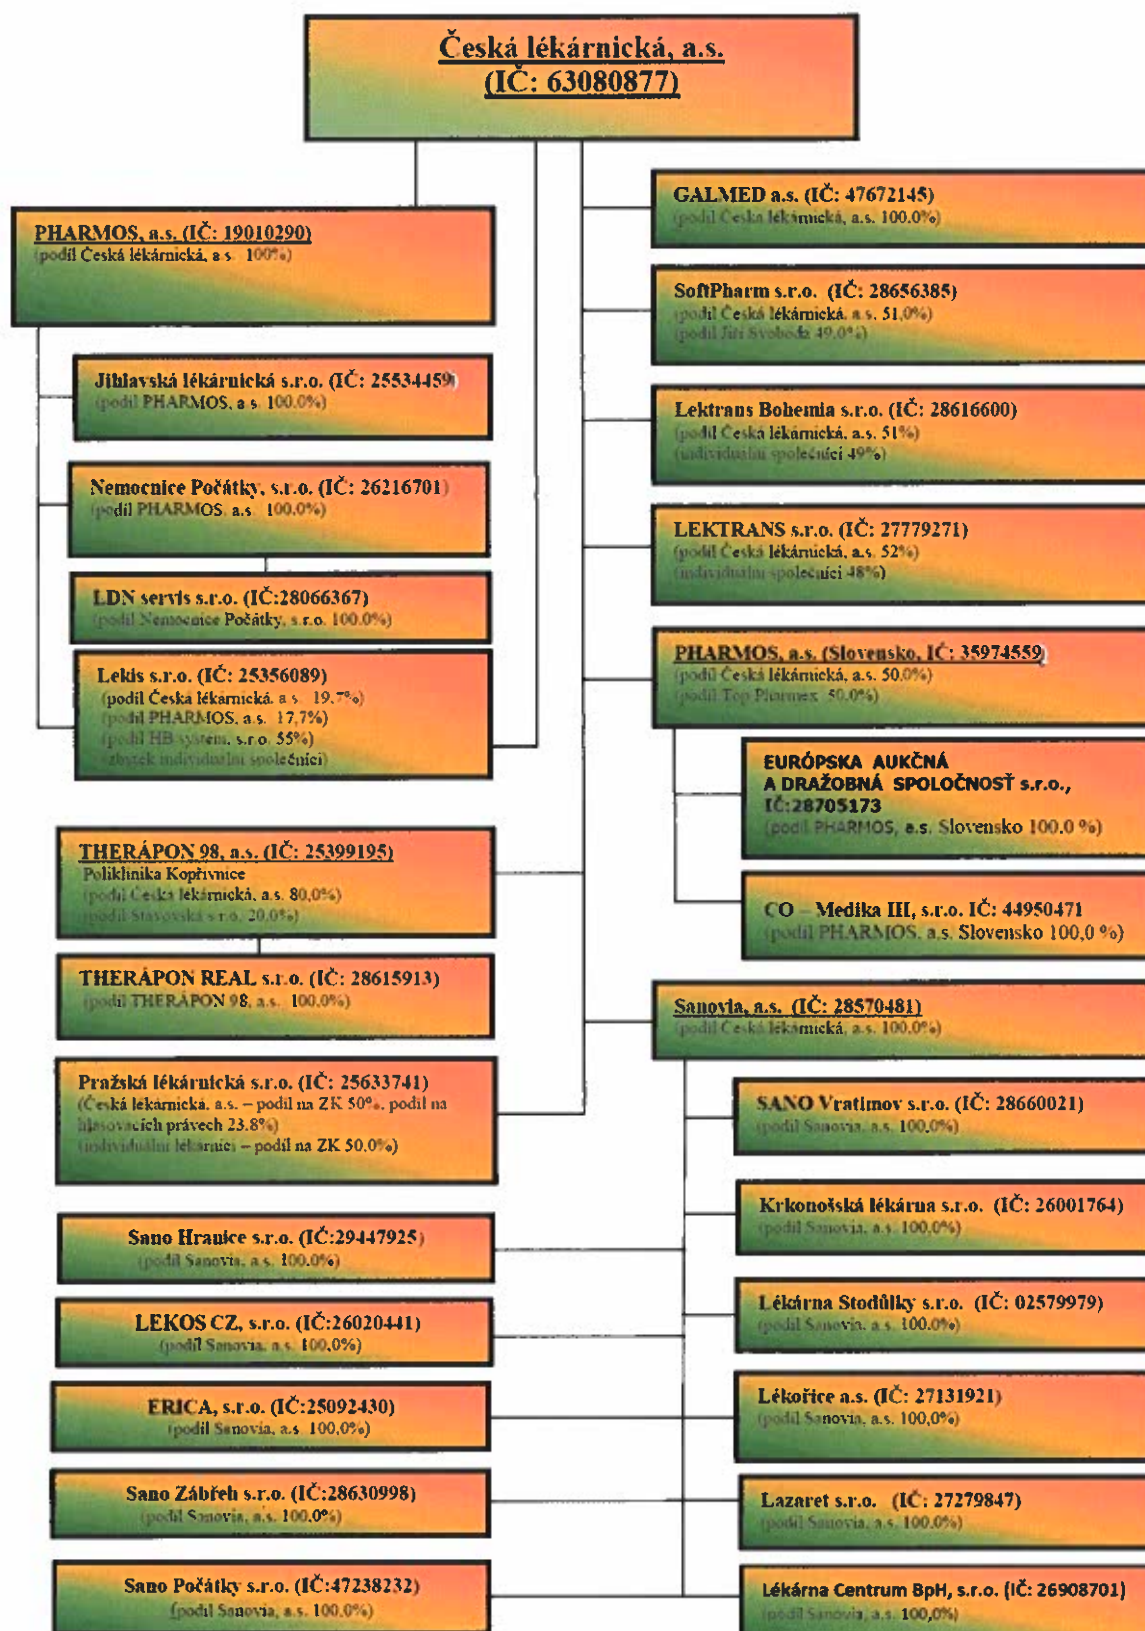 Česká lékárnická, a.s.
(IČ: 63080877)
PHARMOS, a.s. (IČ: 19010290)
(podíl Česká lékárnická, a.s. 100%)
Jihlavská lékárnická s.r.o. (IČ: 25534459)
(podíl PHARMOS, a.s. 100.0%)
Nemocnice Počátky, s.r.o. (IČ: 26216701)
(podíl PHARMOS, a.s. 100.0%)
LDN servis s.r.o. (IČ:28066367)
(podíl Nemocnice Počátky, s.r.o. 100.0%)
Lekis s.r.o. (IČ: 25356089)
(podíl Česká lékárnická, a.s. 19,7%)
(podíl PHARMOS, a.s. 17,7%)
(podíl HB systém, s.r.o. 55%)
(zbytek individuální společníci)
THERÁPON 98, a.s. (IČ: 25399195)
Poliklinika Kopřivnice
(podíl Česká lékárnická, a.s. 80,0%)
(podíl Stavovská s.r.o. 20,0%)
THERÁPON REAL s.r.o. (IČ: 28615913)
(podíl THERÁPON 98, a.s. 100.0%)
Pražská lékárnická s.r.o. (IČ: 25633741)
(Česká lékárnická, a.s. – podíl na ZK 50%, podíl na
hlasovacích právech 23.8%)
(individuální lékárníci – podíl na ZK 50.0%)
Sano Hranice s.r.o. (IČ:29447925)
(podíl Sanovia, a.s. 100.0%)
LEKOS CZ, s.r.o. (IČ:26020441)
(podíl Sanovia, a.s. 100,0%)
ERICA, s.r.o. (IČ:25092430)
(podíl Sanovia, a.s. 100,0%)
Sano Zábřeh s.r.o. (IČ:28630998)
(podíl Sanovia, a.s. 100.0%)
Sano Počátky s.r.o. (IČ:47238232)
(podíl Sanovia, a.s. 100.0%)
GALMED a.s. (IČ: 47672145)
(podíl Česká lékárnická, a.s. 100.0%)
SoftPharm s.r.o. (IČ: 28656385)
(podíl Česká lékárnická, a.s. 51,0%)
(podíl Jiří Svoboda 49.0%)
Lektrans Bohemia s.r.o. (IČ: 28616600)
(podíl Česká lékárnická, a.s. 51%)
(individuální společníci 49%)
LEKTRANS s.r.o. (IČ: 27779271)
(podíl Česká lékárnická, a.s. 52%)
(individuální společníci 48%)
PHARMOS, a.s. (Slovensko, IČ: 35974559)
(podíl Česká lékárnická, a.s. 50.0%)
(podíl Top Pharmex 50.0%)
EURÓPSKA AUKČNÁ
A DRAŽOBNÁ SPOLOČNOSŤ s.r.o.,
IČ:28705173
(podíl PHARMOS, a.s. Slovensko 100.0 %)
CO – Medika III, s.r.o. IČ: 44950471
(podíl PHARMOS, a.s. Slovensko 100,0 %)
Sanovia, a.s. (IČ: 28570481)
(podíl Česká lékárnická, a.s. 100.0%)
SANO Vratimov s.r.o. (IČ: 28660021)
(podíl Sanovia, a.s. 100,0%)
Krkonošská lékárna s.r.o. (IČ: 26001764)
(podíl Sanovia, a.s. 100,0%)
Lékárna Stodůlky s.r.o. (IČ: 02579979)
(podíl Sanovia, a.s. 100.0%)
Lékořice a.s. (IČ: 27131921)
(podíl Sanovia, a.s. 100,0%)
Lazaret s.r.o. (IČ: 27279847)
(podíl Sanovia, a.s. 100.0%)
Lékárna Centrum BpH, s.r.o. (IČ: 26908701)
(podíl Sanovia, a.s. 100,0%)